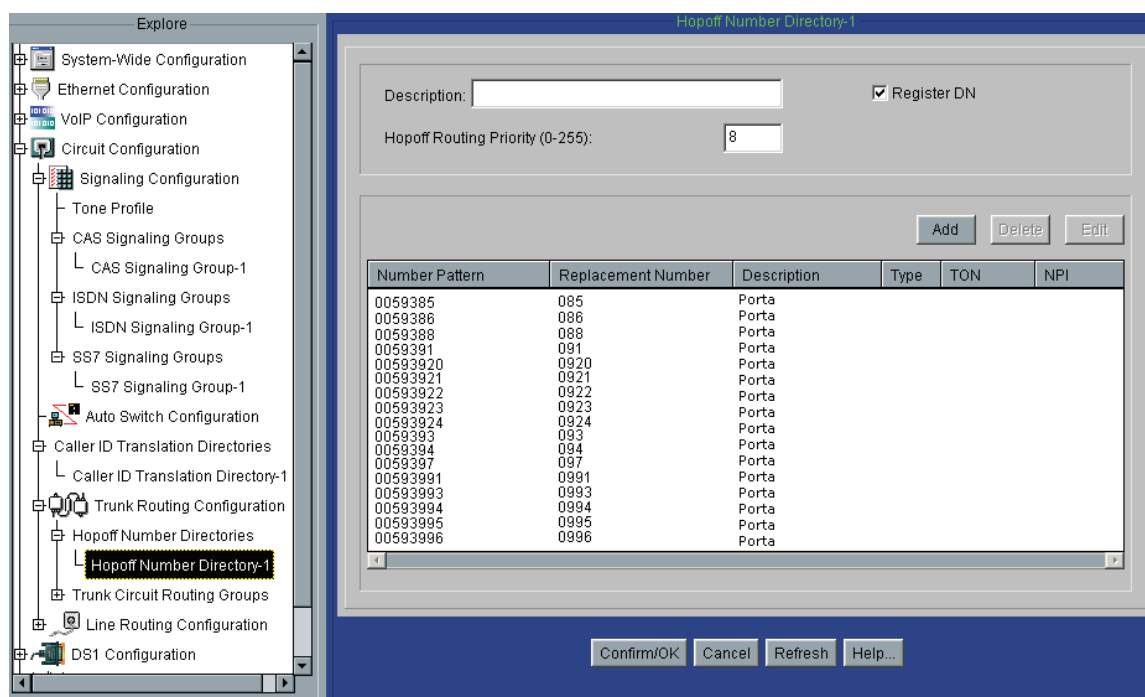 Explore
System-Wide Configuration
Ethernet Configuration
VoIP Configuration
Circuit Configuration
Signaling Configuration
Tone Profile
CAS Signaling Groups
CAS Signaling Group-1
ISDN Signaling Groups
ISDN Signaling Group-1
SS7 Signaling Groups
SS7 Signaling Group-1
Auto Switch Configuration
Caller ID Translation Directories
Caller ID Translation Directory-1
Trunk Routing Configuration
Hopoff Number Directories
Hopoff Number Directory-1
Trunk Circuit Routing Groups
Line Routing Configuration
DS1 Configuration
Hopoff Number Directory-1
Description:
Register DN
Hopoff Routing Priority (0-255): 8
Add Delete Edit
Number Pattern Replacement Number Description Type TON NPI
0059385 085 Porta
0059386 086 Porta
0059388 088 Porta
0059391 091 Porta
00593920 0920 Porta
00593921 0921 Porta
00593922 0922 Porta
00593923 0923 Porta
00593924 0924 Porta
0059393 093 Porta
0059394 094 Porta
0059397 097 Porta
00593991 0991 Porta
00593993 0993 Porta
00593994 0994 Porta
00593995 0995 Porta
00593996 0996 Porta
Confirm/OK Cancel Refresh Help...